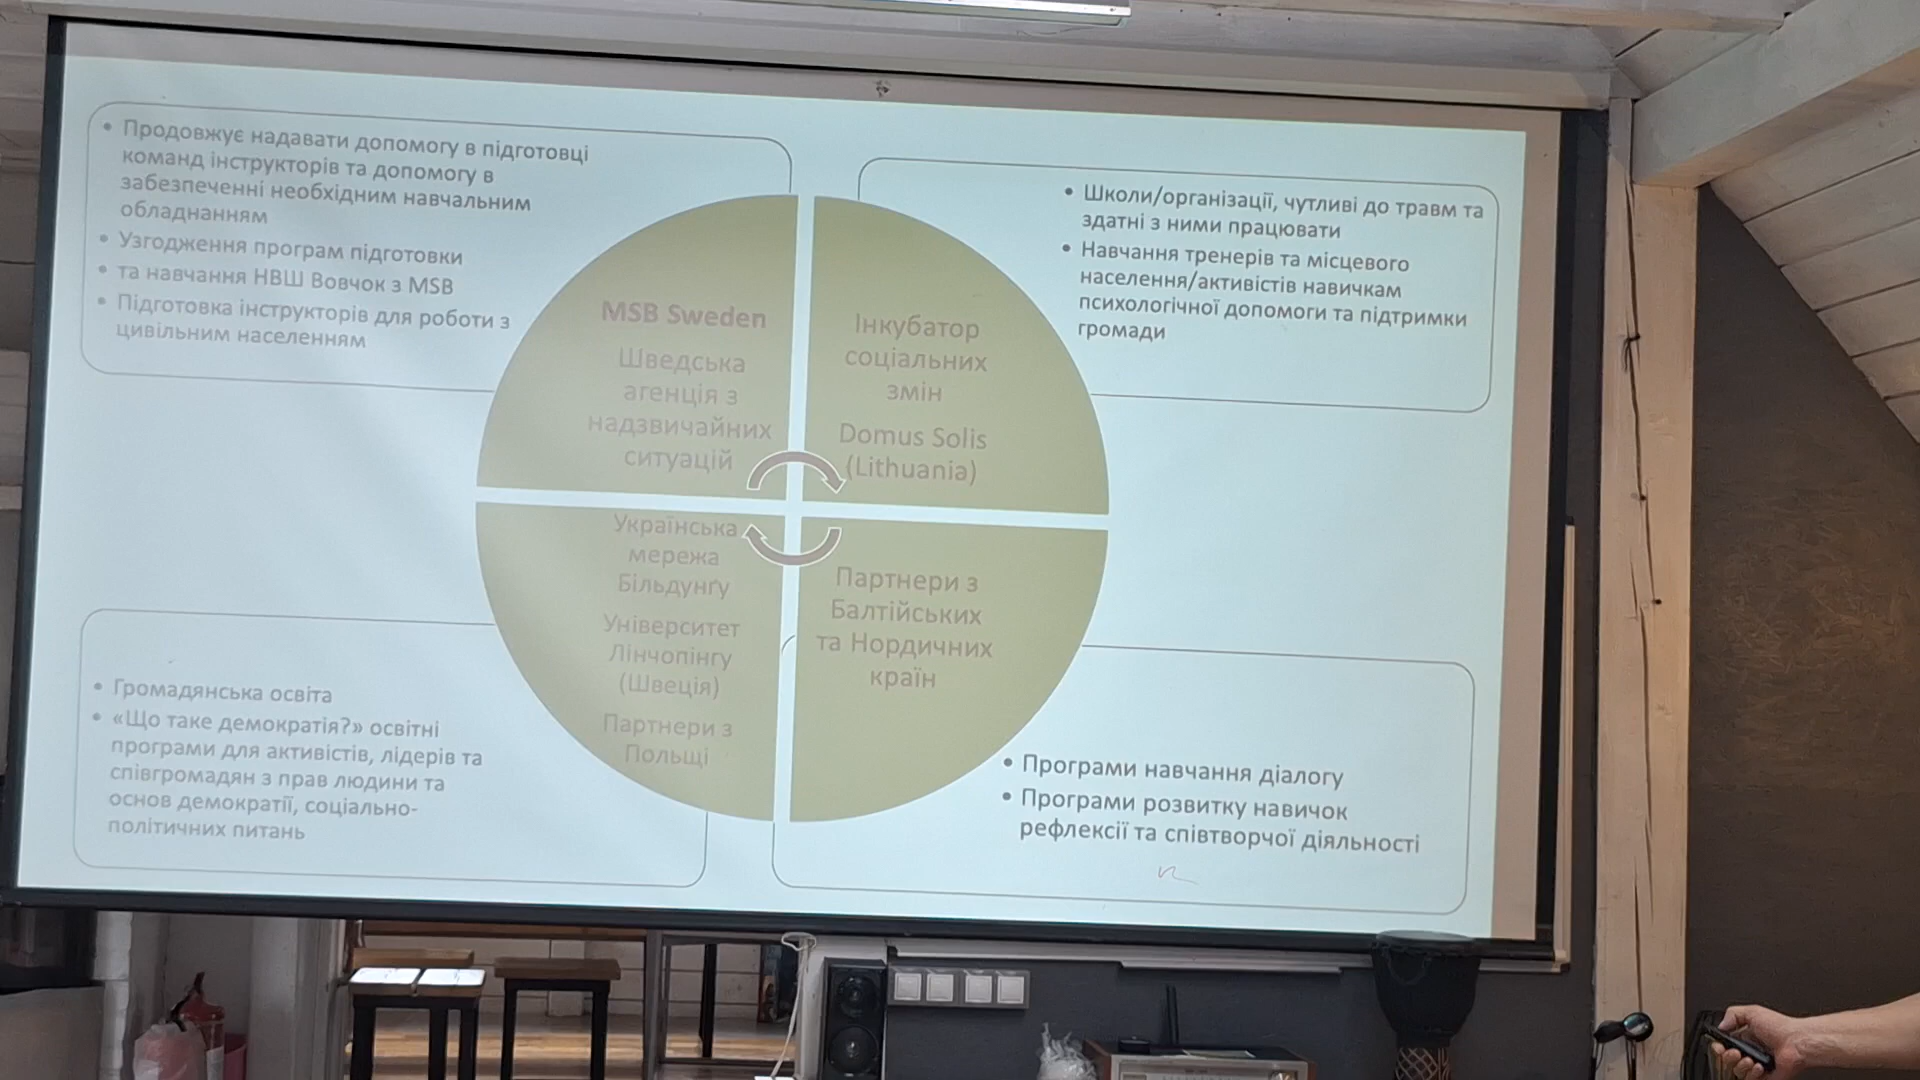 • Продовжує надавати допомогу в підготовці
команд інструкторів та допомогу в
забезпеченні необхідним навчальним
обладнанням
• Узгодження програм підготовки
• та навчання НВШ Вовчок з MSB
• Підготовка інструкторів для роботи з
цивільним населенням
MSB Sweden
Шведська
агенція з
надзвичайних
ситуацій
Інкубатор
соціальних
змін
Domus Solis
(Lithuania)
• Школи/організації, чутливі до травм та
здатні з ними працювати
• Навчання тренерів та місцевого
населення/активістів навичкам
психологічної допомоги та підтримки
громади
• Громадянська освіта
• «Що таке демократія?» освітні
програми для активістів, лідерів та
співгромадян з прав людини та
основ демократії, соціально-
політичних питань
Українська
мережа
Більдунґу
Університет
Лінчопінгу
(Швеція)
Партнери з
Польщі
Партнери з
Балтійських
та Нордичних
країн
• Програми навчання діалогу
• Програми розвитку навичок
рефлексії та співтворчої діяльності